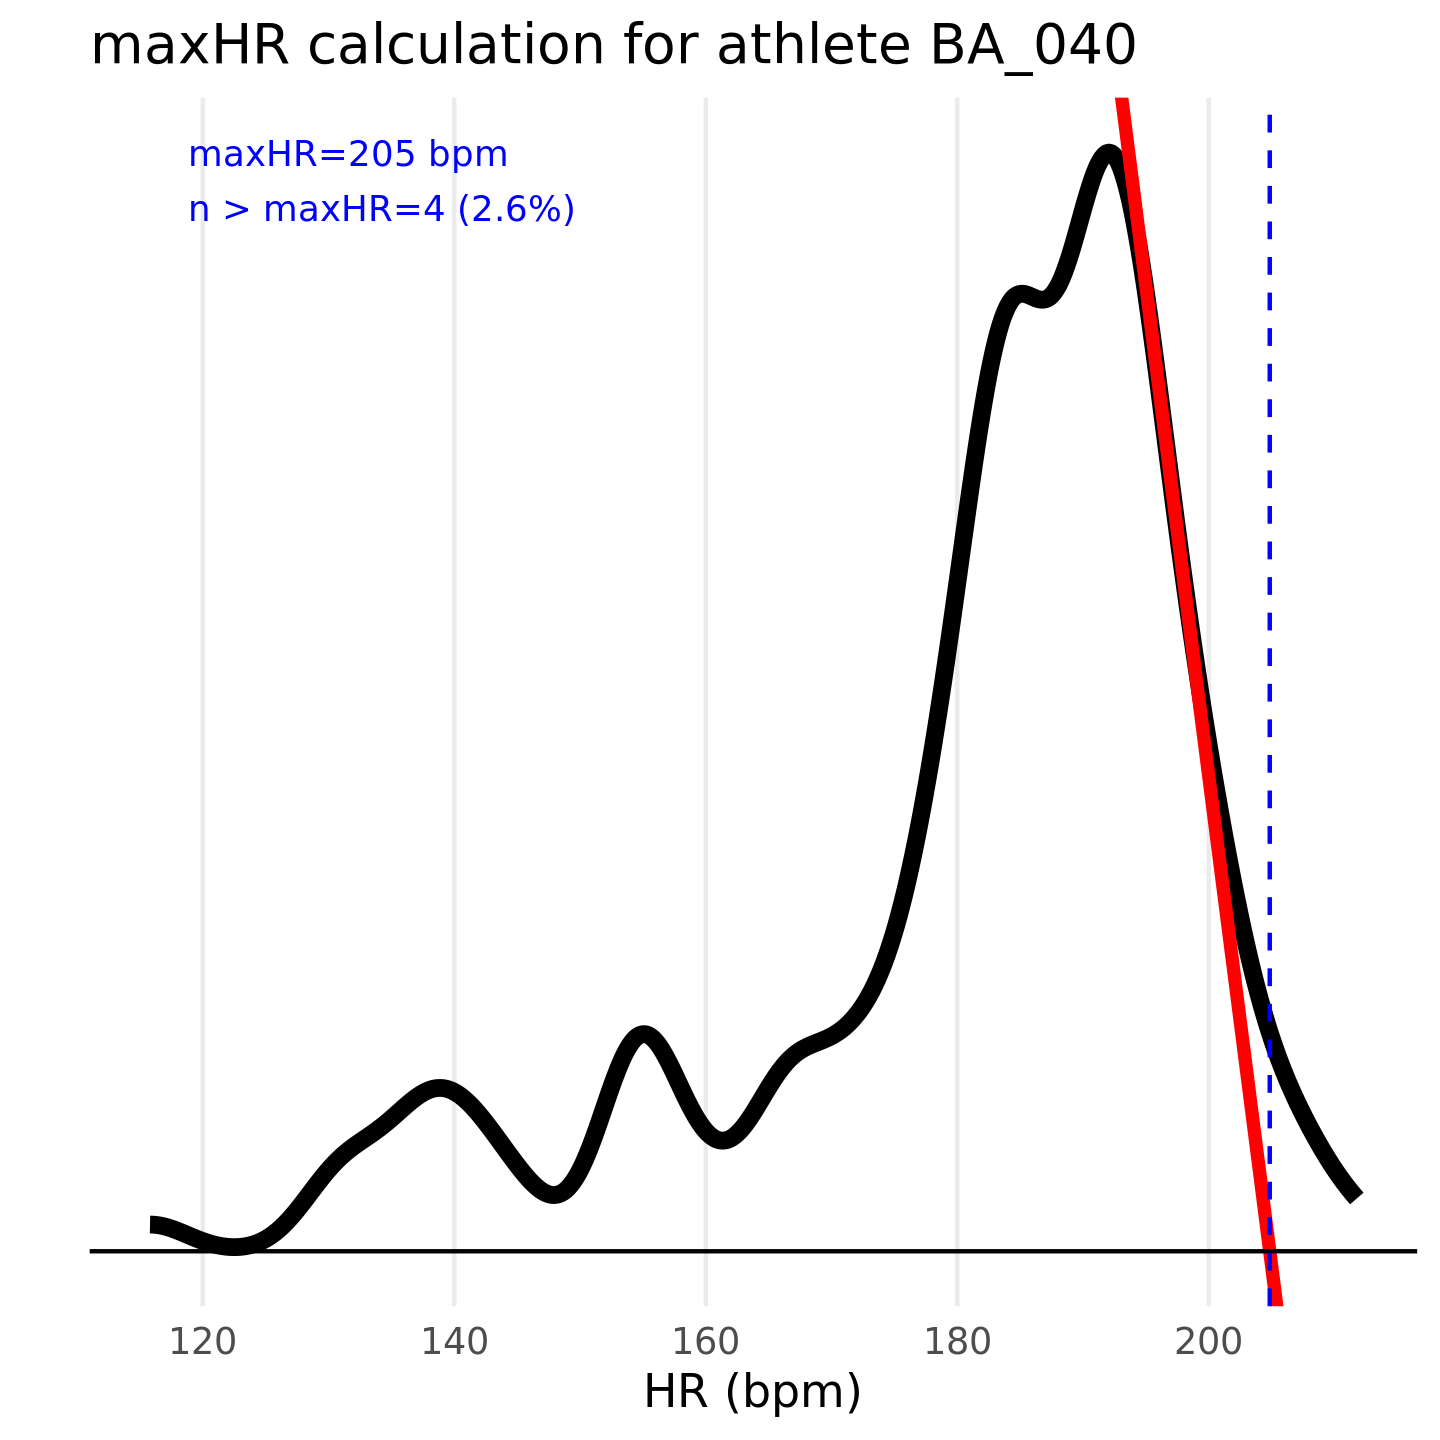 maxHR calculation for athlete BA_040
maxHR=205 bpm
n > maxHR=4 (2.6%)
120 140 160 180 200
HR (bpm)